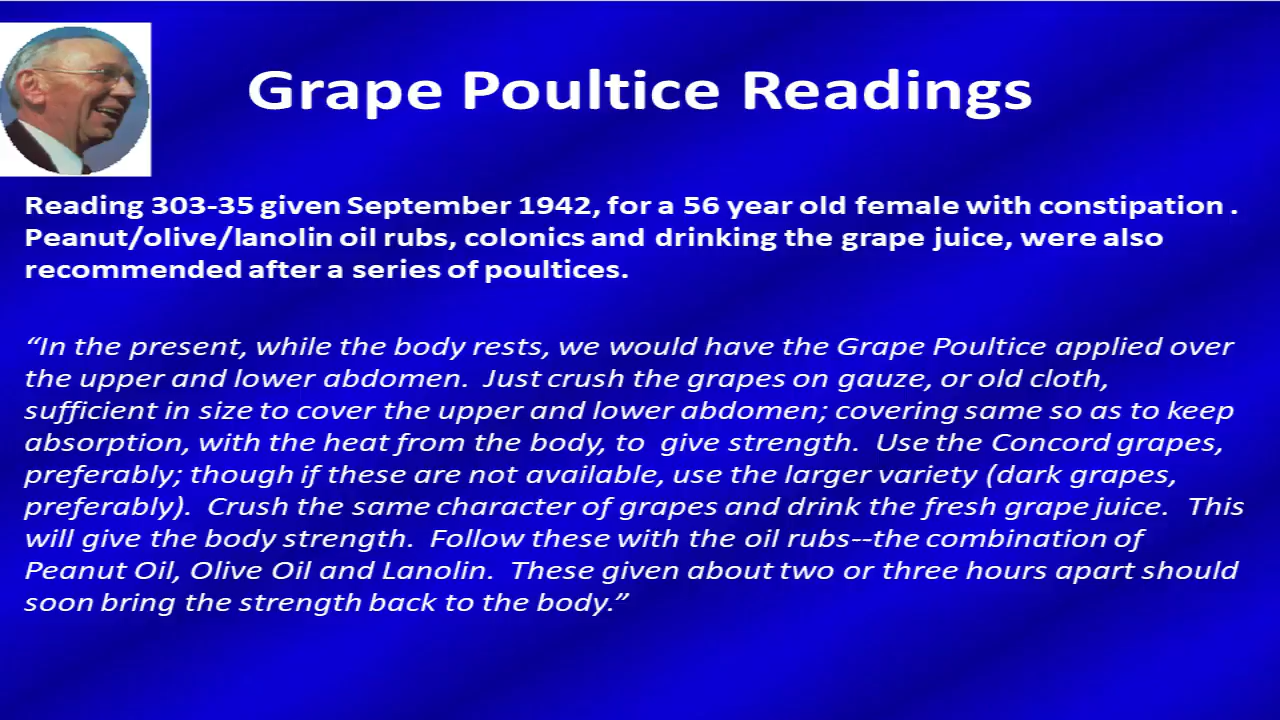 Grape Poultice Readings
Reading 303-35 given September 1942, for a 56 year old female with constipation .
Peanut/olive/lanolin oil rubs, colonics and drinking the grape juice, were also
recommended after a series of poultices.
“In the present, while the body rests, we would have the Grape Poultice applied over
the upper and lower abdomen. Just crush the grapes on gauze, or old cloth,
sufficient in size to cover the upper and lower abdomen; covering same so as to keep
absorption, with the heat from the body, to give strength. Use the Concord grapes,
preferably; though if these are not available, use the larger variety (dark grapes,
preferably). Crush the same character of grapes and drink the fresh grape juice. This
will give the body strength. Follow these with the oil rubs--the combination of
Peanut Oil, Olive Oil and Lanolin. These given about two or three hours apart should
soon bring the strength back to the body.”